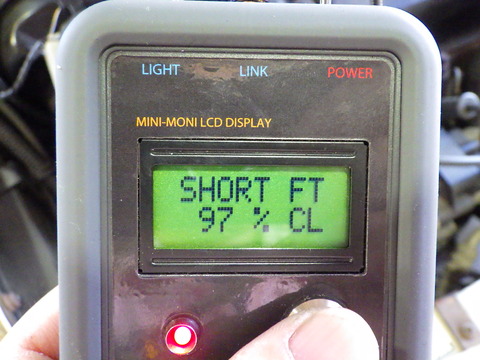 LIGHT LINK POWER
MINI-MONI LCD DISPLAY
SHORT FT
97 % CL